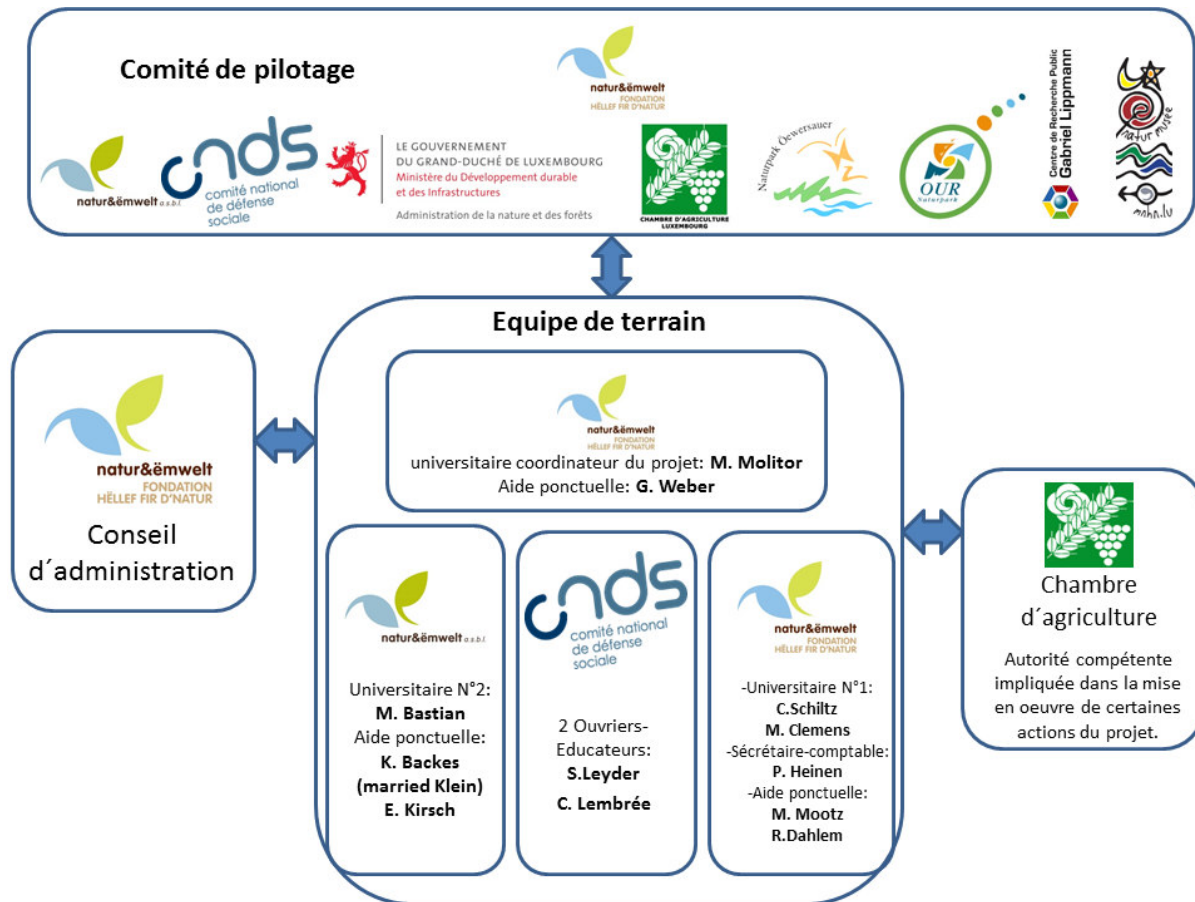 Comité de pilotage
natur&ëmwelt
FONDATION
HËLLEF FIR D'NATUR
natur&ëmwelt a.s.b.l.
cnds
comité national
de défense
sociale
LE GOUVERNEMENT
DU GRAND-DUCHÉ DE LUXEMBOURG
Ministère du Développement durable
et des Infrastructures
Administration de la nature et des forêts
CHAMBRE D'AGRICULTURE
LUXEMBOURG
Naturpark Öewersauer
OUR
Naturpark
Centre de Recherche Public
Gabriel Lippmann
natur musée
mnhn.lu
Equipe de terrain
natur&ëmwelt
FONDATION
HËLLEF FIR D'NATUR
universitaire coordinateur du projet: M. Molitor
Aide ponctuelle: G. Weber
natur&ëmwelt
FONDATION
HËLLEF FIR D'NATUR
Conseil
d´administration
natur&ëmwelt a.s.b.l.
Universitaire N°2:
M. Bastian
Aide ponctuelle:
K. Backes
(married Klein)
E. Kirsch
cnds
comité national
de défense
sociale
2 Ouvriers-
Educateurs:
S.Leyder
C. Lembrée
natur&ëmwelt
FONDATION
HËLLEF FIR D'NATUR
-Universitaire N°1:
C.Schiltz
M. Clemens
-Sécrétaire-comptable:
P. Heinen
-Aide ponctuelle:
M. Mootz
R.Dahlem
Chambre
d´agriculture
Autorité compétente
impliquée dans la mise
en oeuvre de certaines
actions du projet.